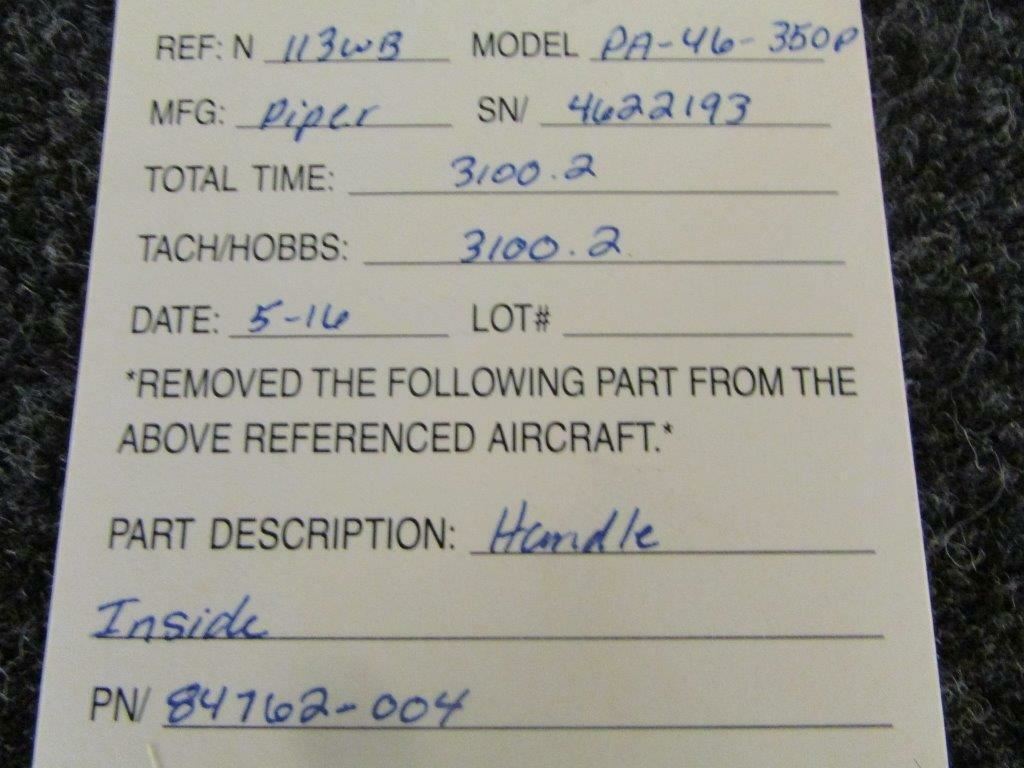 REF: N 113WB MODEL PA-46-350P
MFG: Piper SN/ 4622193
TOTAL TIME: 3100.2
TACH/HOBBS: 3100.2
DATE: 5-16 LOT#
*REMOVED THE FOLLOWING PART FROM THE
ABOVE REFERENCED AIRCRAFT.*
PART DESCRIPTION: Handle
Inside
PN/ 84762-004